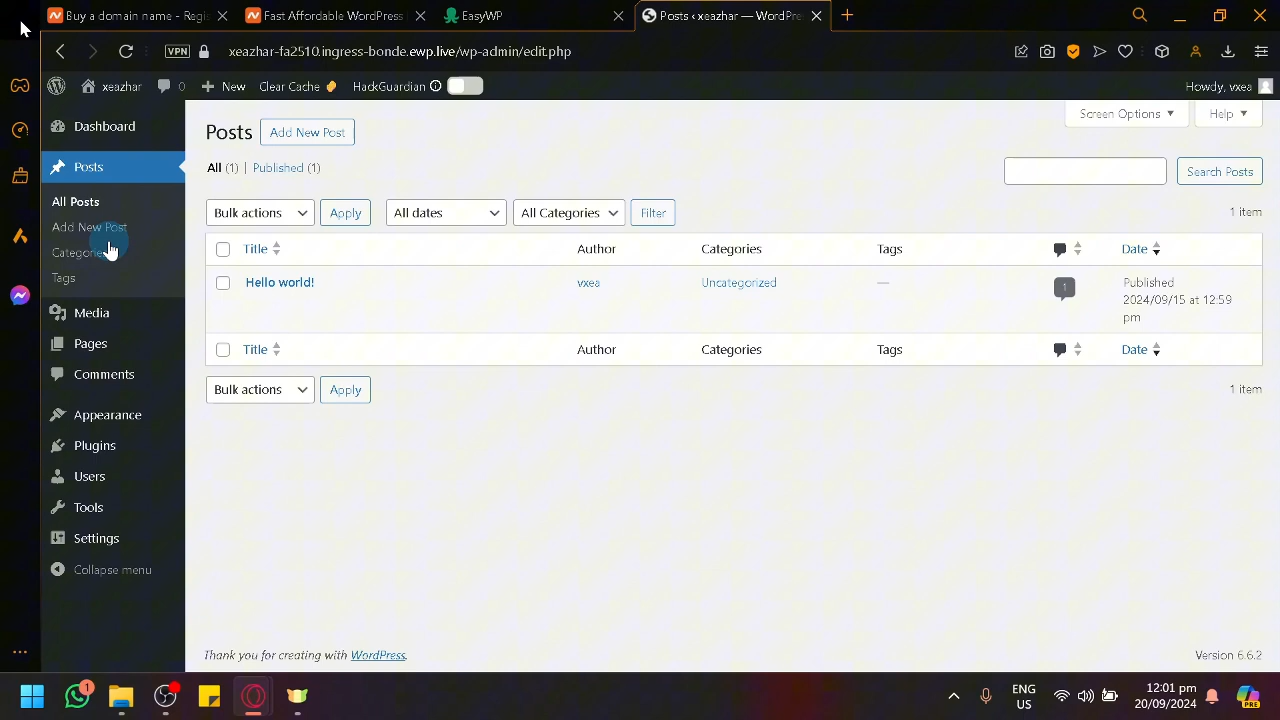 Buy a domain name - Regis
Fast Affordable WordPress
EasyWP
Posts ‹ xeazhar — WordPre
VPN
xeazhar-fa2510.ingress-bonde.ewp.live/wp-admin/edit.php
xeazhar
0
New
Clear Cache
HackGuardian
Howdy, vxea
Dashboard
Posts
All Posts
Add New Post
Categories
Tags
Media
Pages
Comments
Appearance
Plugins
Users
Tools
Settings
Collapse menu
Screen Options
Help
Posts
Add New Post
All (1) | Published (1)
Search Posts
Bulk actions
Apply
All dates
All Categories
Filter
1 item
Title
Author
Categories
Tags
Date
Hello world!
vxea
Uncategorized
—
1
Published
2024/09/15 at 12:59
pm
Title
Author
Categories
Tags
Date
Bulk actions
Apply
1 item
Thank you for creating with WordPress.
Version 6.6.2
1
ENG
US
12:01 pm
20/09/2024
PRE